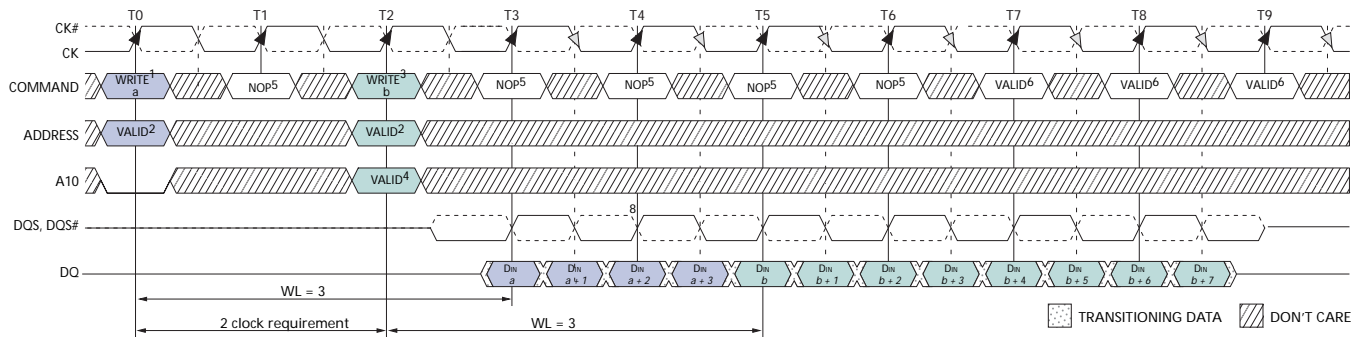 T0 T1 T2 T3 T4 T5 T6 T7 T8 T9
CK#
CK
COMMAND WRITE1 a NOP5 WRITE3 b NOP5 NOP5 NOP5 NOP5 VALID6 VALID6 VALID6
ADDRESS VALID2 VALID2
A10 VALID4
DQS, DQS# 8
DQ DIN a DIN a + 1 DIN a + 2 DIN a + 3 DIN b DIN b + 1 DIN b + 2 DIN b + 3 DIN b + 4 DIN b + 5 DIN b + 6 DIN b + 7
WL = 3
2 clock requirement WL = 3
TRANSITIONING DATA DON'T CARE